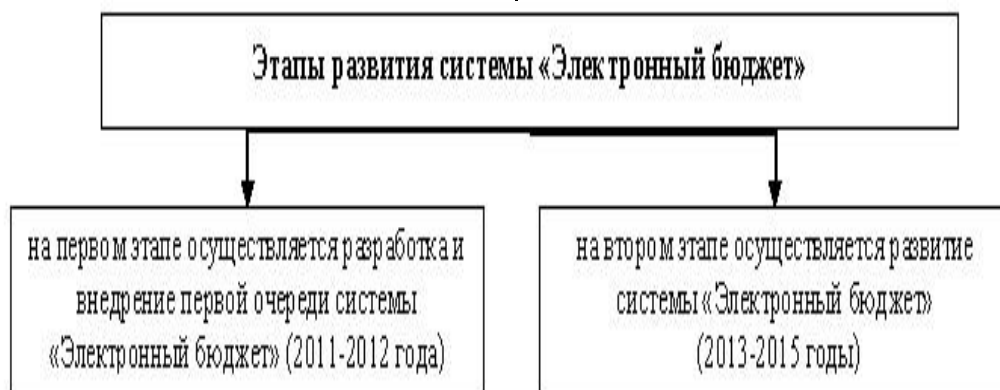 Этапы развития системы «Электронный бюджет»
на первом этапе осуществляется разработка и
внедрение первой очереди системы
«Электронный бюджет» (2011-2012 года)
на втором этапе осуществляется развитие
системы «Электронный бюджет»
(2013-2015 годы)